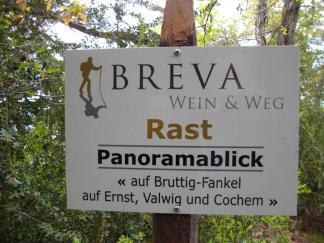 BREVA
WEIN & WEG
Rast
Panoramablick
« auf Bruttig-Fankel
auf Ernst, Valwig und Cochem »